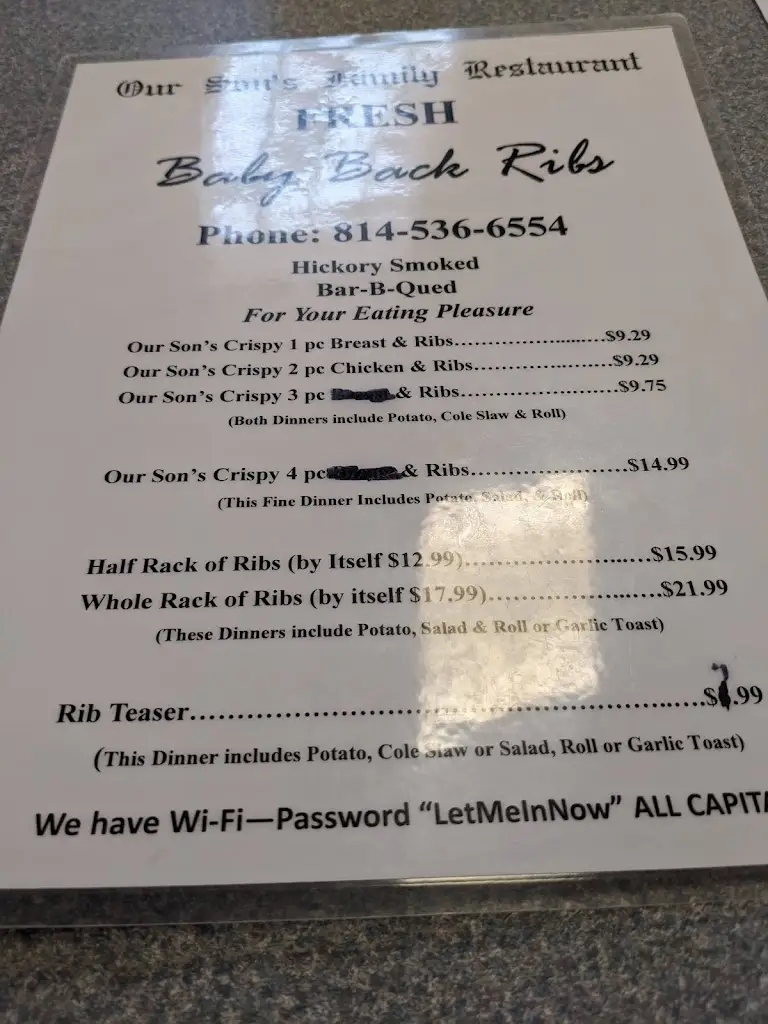 Our Son's Family Restaurant
FRESH
Baby Back Ribs
Phone: 814-536-6554
Hickory Smoked
Bar-B-Qued
For Your Eating Pleasure
Our Son's Crispy 1 pc Breast & Ribs.......................$9.29
Our Son's Crispy 2 pc Chicken & Ribs.....................$9.29
Our Son's Crispy 3 pc & Ribs.......................$9.75
(Both Dinners include Potato, Cole Slaw & Roll)
Our Son's Crispy 4 pc & Ribs.......................$14.99
(This Fine Dinner Includes Potato, Salad, & Roll)
Half Rack of Ribs (by Itself $12.99)..........................$15.99
Whole Rack of Ribs (by itself $17.99)........................$21.99
(These Dinners include Potato, Salad & Roll or Garlic Toast)
Rib Teaser....................................................................$ .99
(This Dinner includes Potato, Cole Slaw or Salad, Roll or Garlic Toast)
We have Wi-Fi—Password "LetMeInNow" ALL